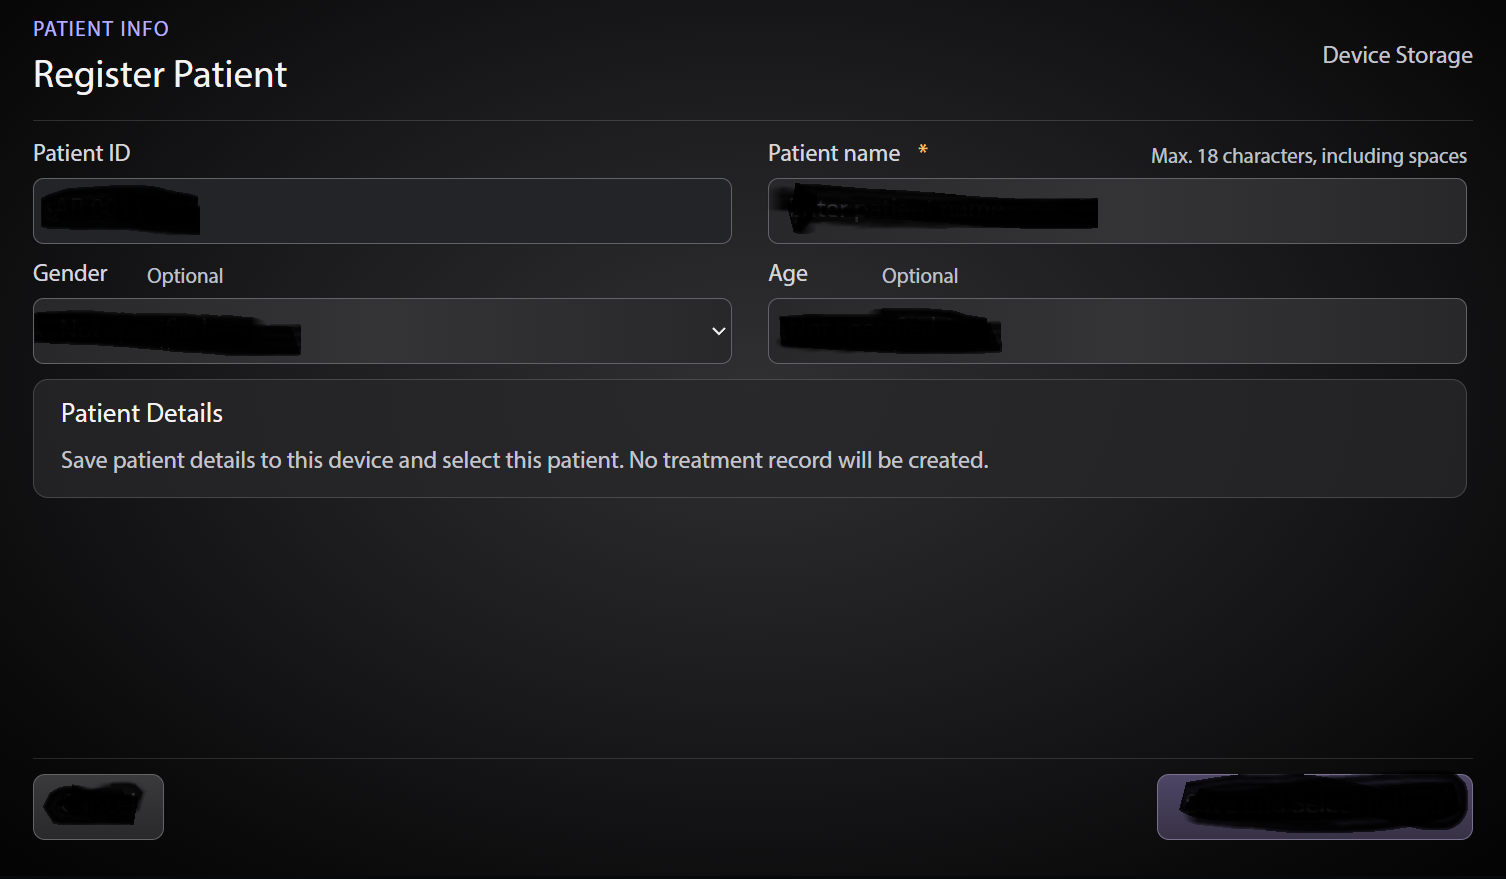 PATIENT INFO
Register Patient
Device Storage
Patient ID
Patient name *
Max. 18 characters, including spaces
Gender
Optional
Age
Optional
Patient Details
Save patient details to this device and select this patient. No treatment record will be created.